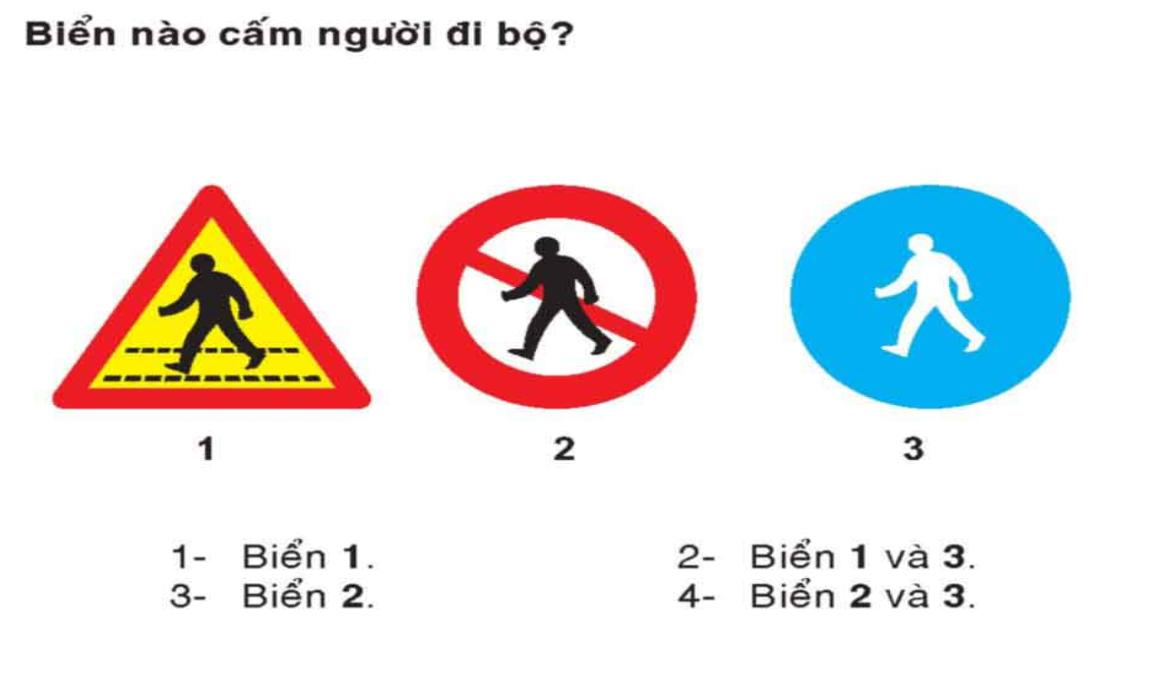 Biển nào cấm người đi bộ?
1 2 3
1- Biển 1. 2- Biển 1 và 3.
3- Biển 2. 4- Biển 2 và 3.